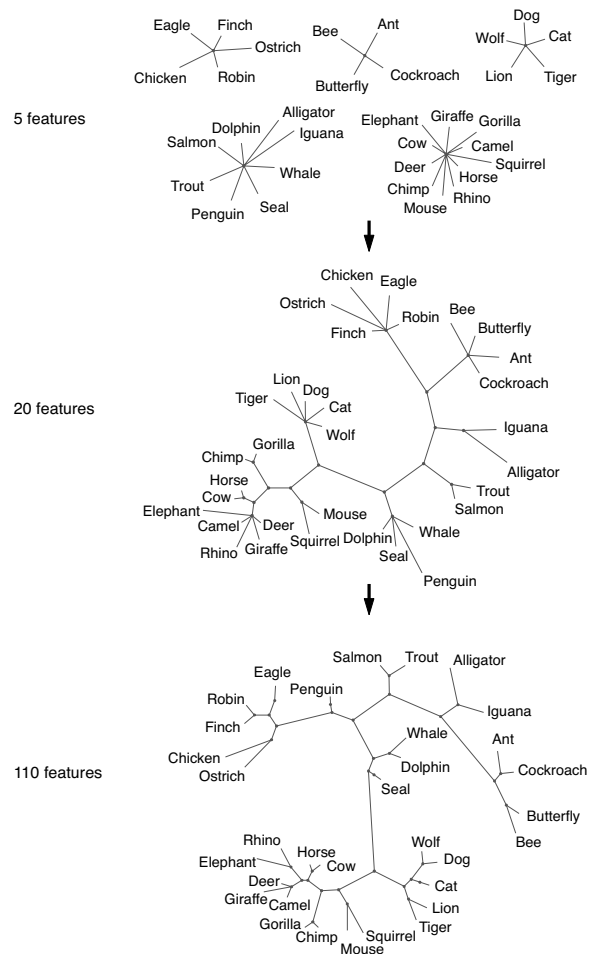 Eagle
Finch
Ostrich
Chicken
Robin
Bee
Ant
Butterfly
Cockroach
Dog
Wolf
Cat
Lion
Tiger
5 features
Alligator
Dolphin
Iguana
Salmon
Whale
Trout
Seal
Penguin
Elephant
Giraffe
Gorilla
Cow
Camel
Squirrel
Deer
Horse
Chimp
Rhino
Mouse
Chicken
Eagle
Ostrich
Robin
Finch
Bee
Butterfly
Ant
Cockroach
20 features
Lion
Dog
Tiger
Cat
Wolf
Iguana
Alligator
Gorilla
Chimp
Horse
Cow
Elephant
Camel
Deer
Rhino
Giraffe
Mouse
Squirrel
Trout
Salmon
Dolphin
Whale
Seal
Penguin
Salmon
Trout
Alligator
Eagle
Penguin
Robin
Finch
Iguana
Whale
Ant
Chicken
Ostrich
Dolphin
Cockroach
110 features
Seal
Butterfly
Bee
Rhino
Horse
Elephant
Cow
Deer
Giraffe
Camel
Gorilla
Chimp
Mouse
Squirrel
Wolf
Dog
Cat
Lion
Tiger